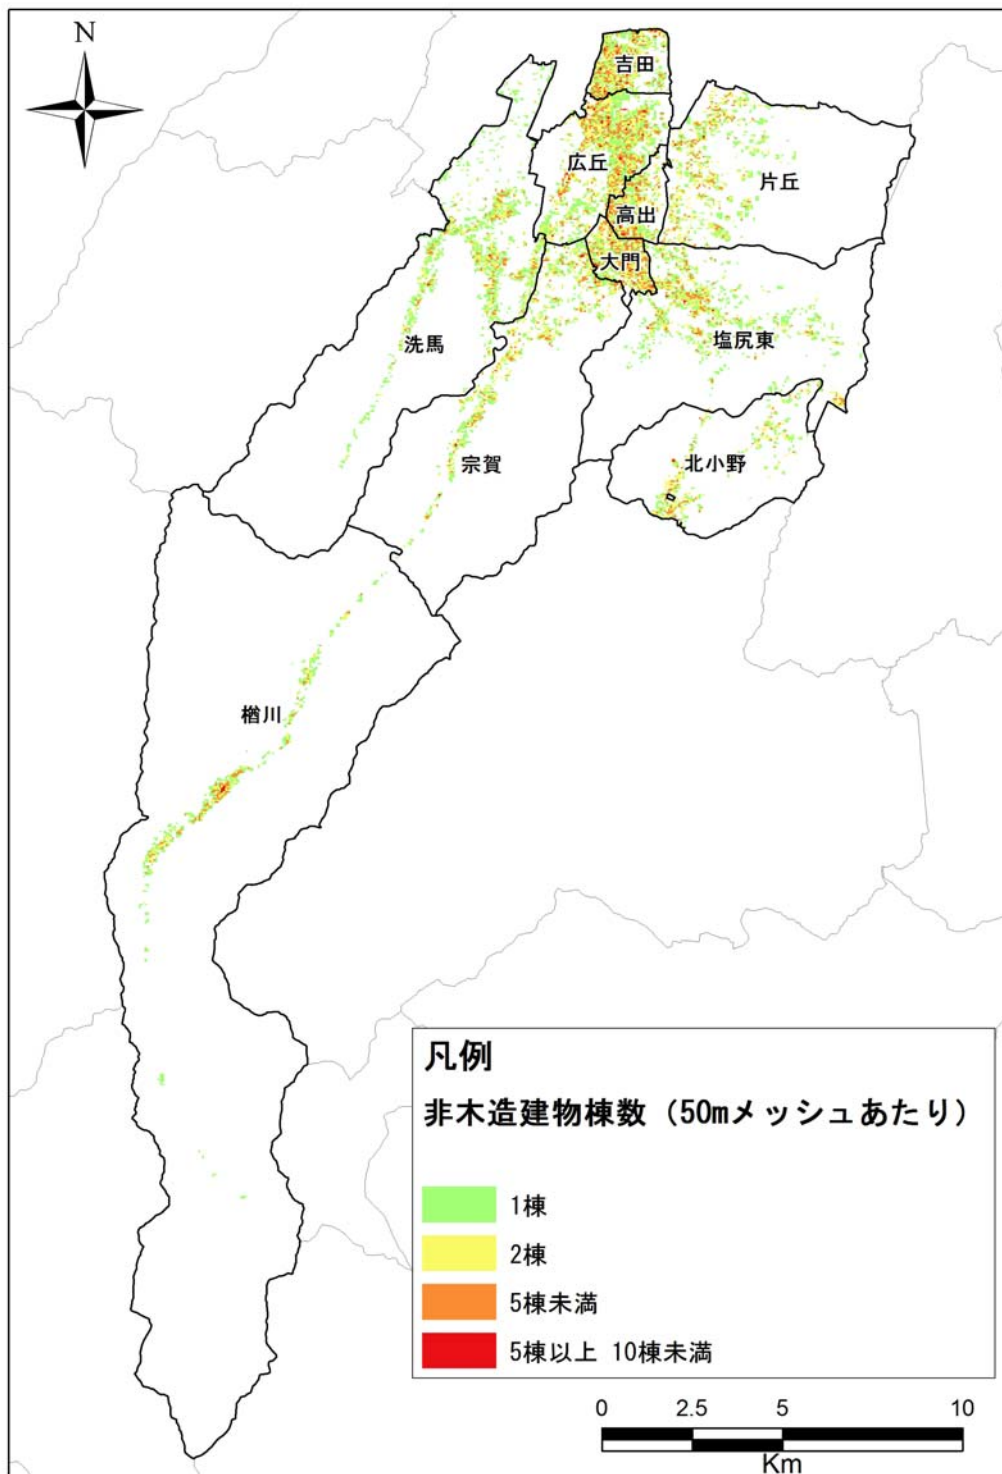 N
吉田
広丘
片丘
高出
大門
塩尻東
洗馬
宗賀
北小野
楢川
凡例
非木造建物棟数（50mメッシュあたり）
1棟
2棟
5棟未満
5棟以上 10棟未満
0 2.5 5 10
Km